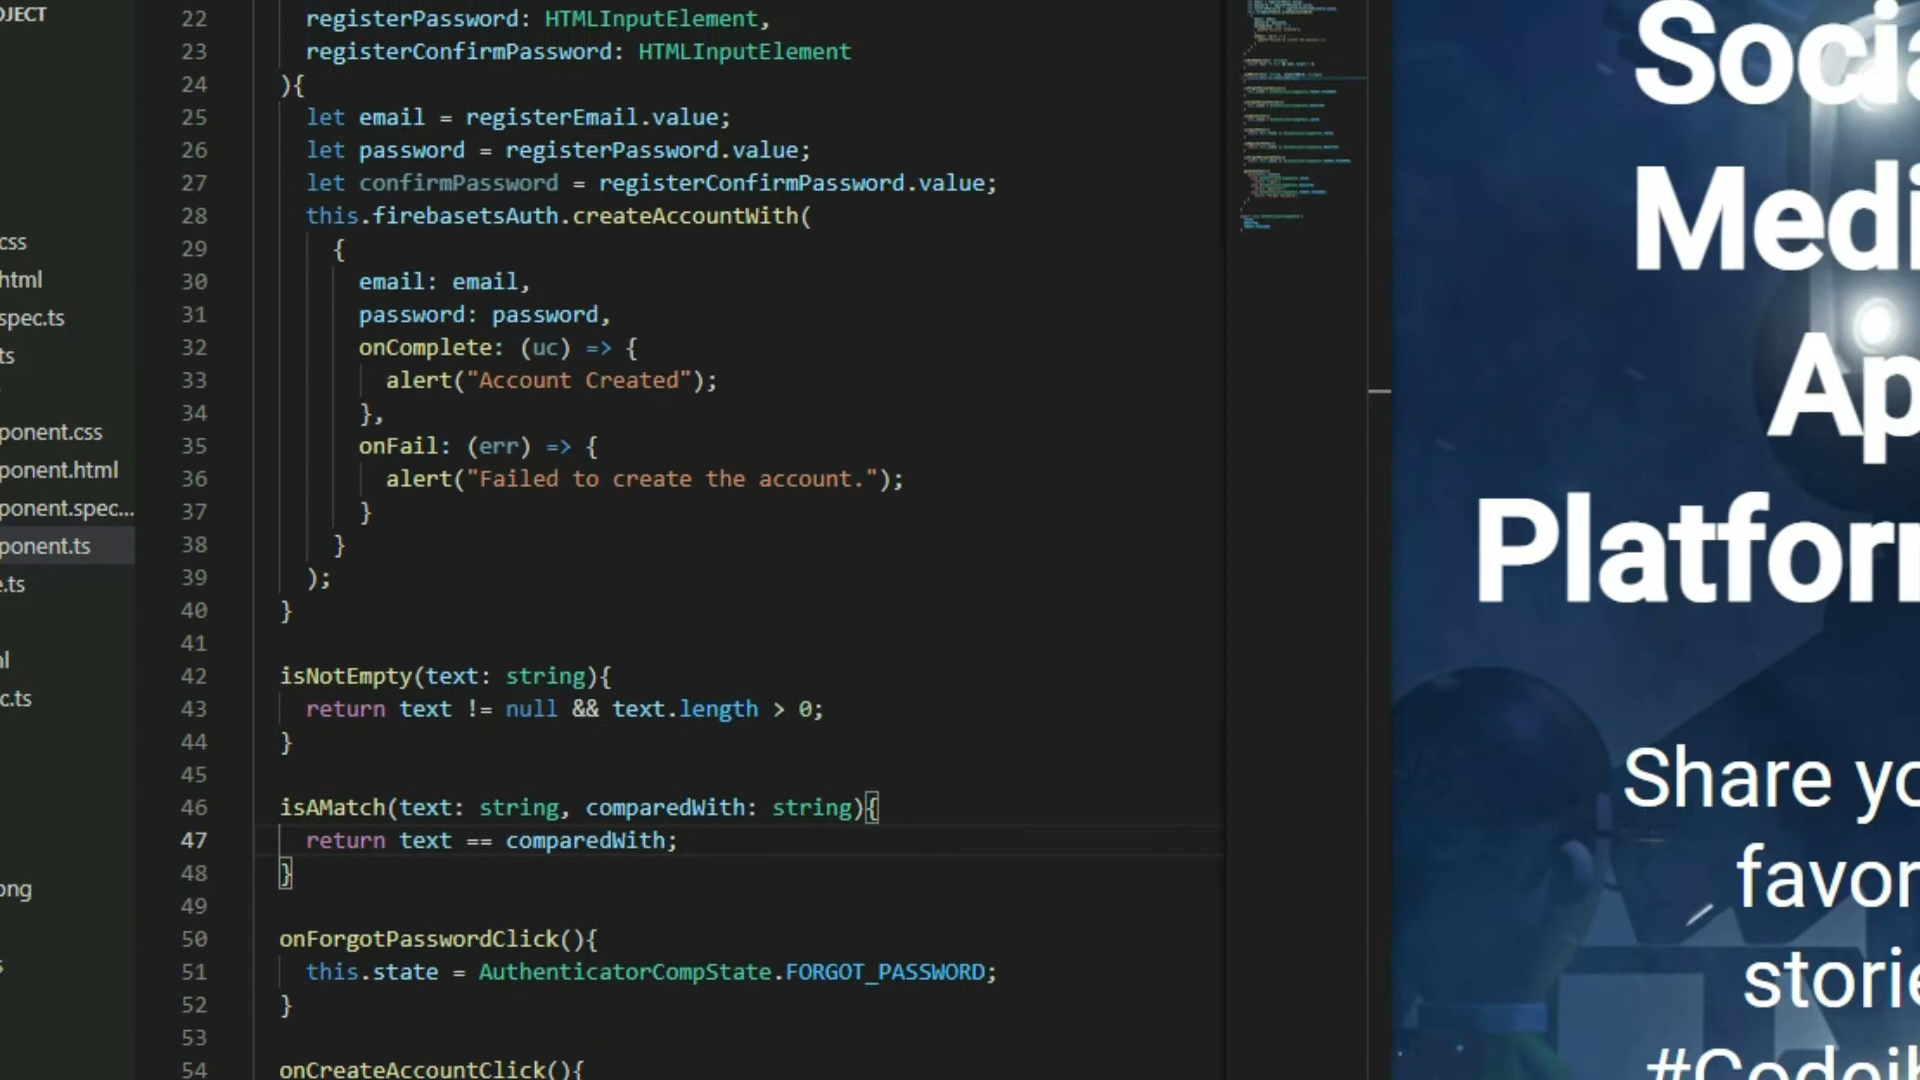 OJECT
css
html
spec.ts
ts
ponent.css
ponent.html
ponent.spec...
ponent.ts
e.ts
ml
c.ts
png
s
22 registerPassword: HTMLInputElement,
23 registerConfirmPassword: HTMLInputElement
24 ){
25 let email = registerEmail.value;
26 let password = registerPassword.value;
27 let confirmPassword = registerConfirmPassword.value;
28 this.firebasetsAuth.createAccountWith(
29 {
30 email: email,
31 password: password,
32 onComplete: (uc) => {
33 alert("Account Created");
34 },
35 onFail: (err) => {
36 alert("Failed to create the account.");
37 }
38 }
39 );
40 }
41
42 isNotEmpty(text: string){
43 return text != null && text.length > 0;
44 }
45
46 isAMatch(text: string, comparedWith: string){
47 return text == comparedWith;
48 }
49
50 onForgotPasswordClick(){
51 this.state = AuthenticatorCompState.FORGOT_PASSWORD;
52 }
53
54 onCreateAccountClick(){
Socia
Medi
Ap
Platfor
Share yo
favor
storie